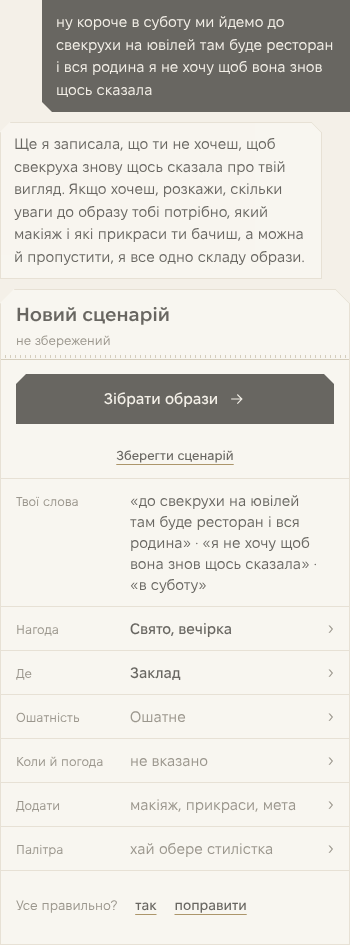 ну короче в суботу ми йдемо до
свекрухи на ювілей там буде ресторан
і вся родина я не хочу щоб вона знов
щось сказала
Ще я записала, що ти не хочеш, щоб
свекруха знову щось сказала про твій
вигляд. Якщо хочеш, розкажи, скільки
уваги до образу тобі потрібно, який
макіяж і які прикраси ти бачиш, а можна
й пропустити, я все одно складу образи.
Новий сценарій
не збережений
Зібрати образи →
Зберегти сценарій
Твої слова
«до свекрухи на ювілей
там буде ресторан і вся
родина» · «я не хочу щоб
вона знов щось сказала» ·
«в суботу»
Нагода Свято, вечірка ›
Де Заклад ›
Ошатність Ошатне ›
Коли й погода не вказано ›
Додати макіяж, прикраси, мета ›
Палітра хай обере стилістка ›
Усе правильно? так поправити